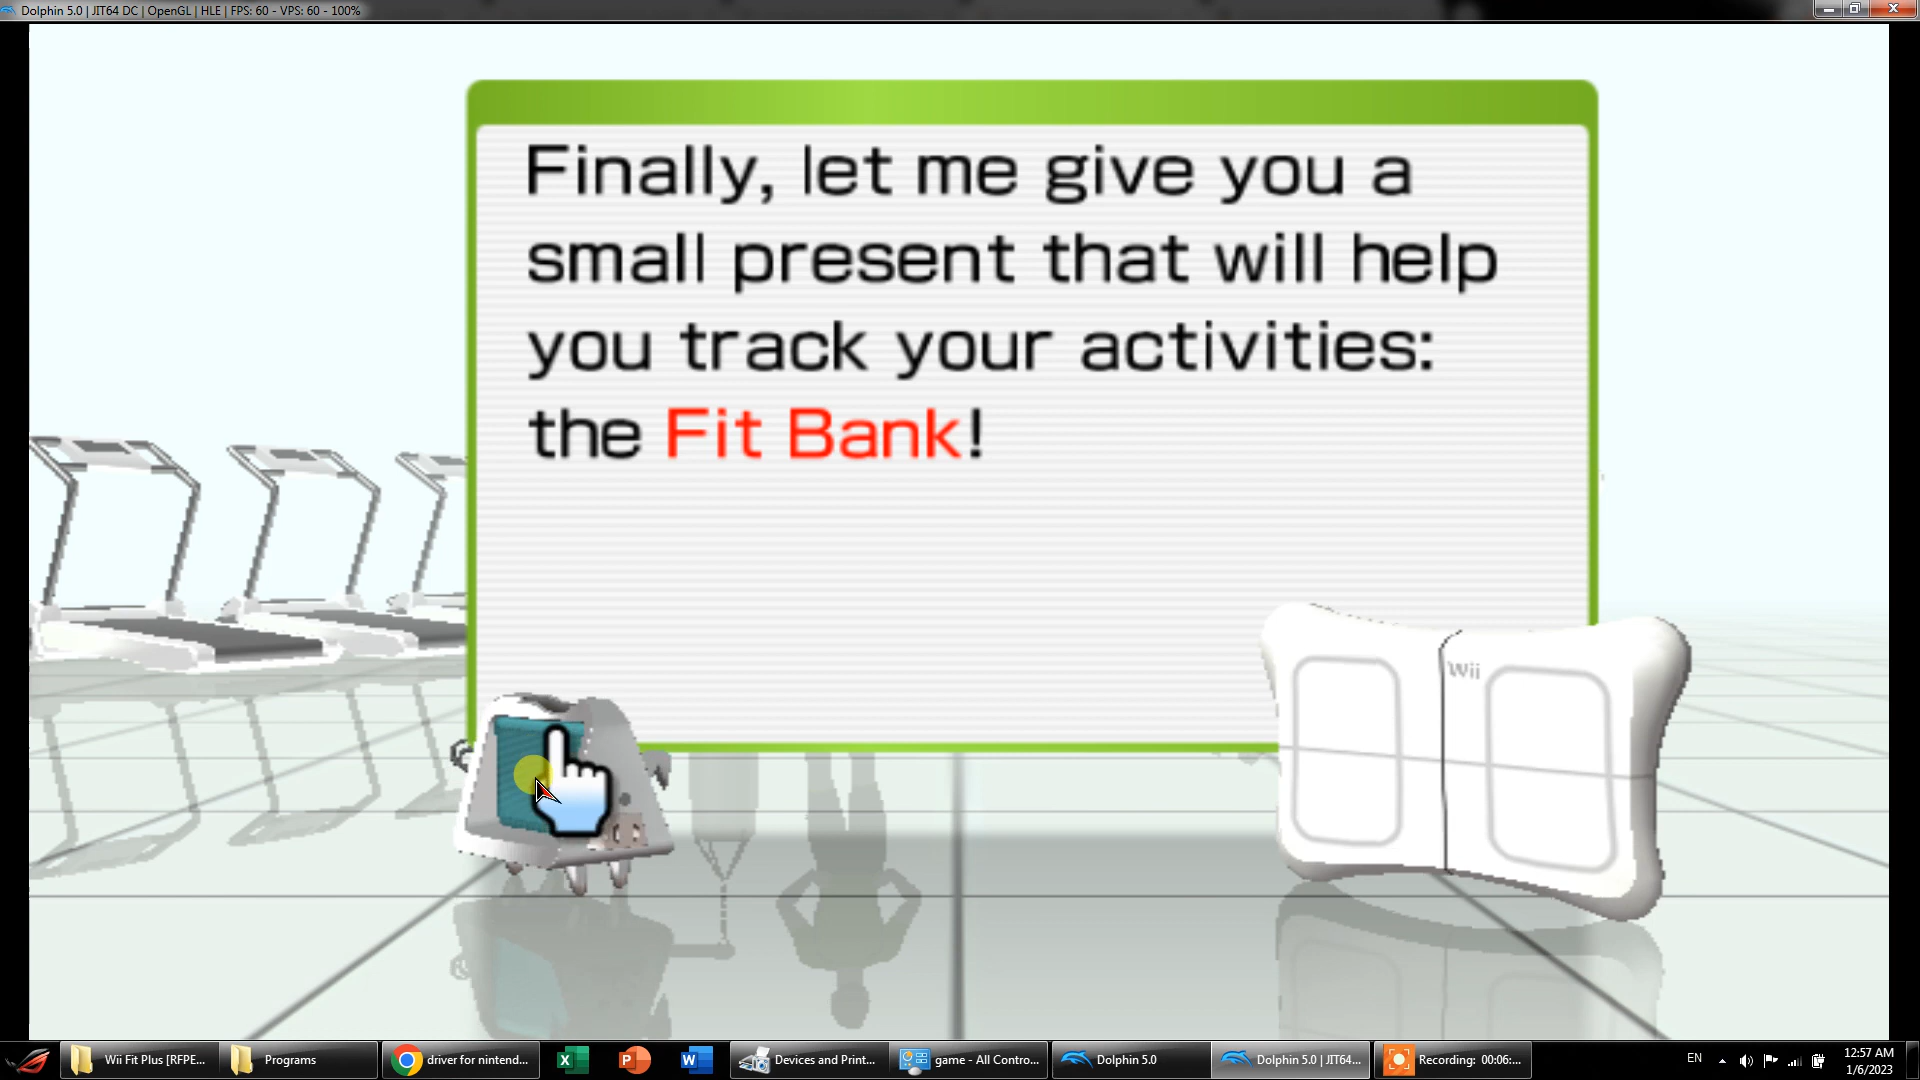 Dolphin 5.0 | JIT64 DC | OpenGL | HLE | FPS: 60 - VPS: 60 - 100%
Finally, let me give you a
small present that will help
you track your activities:
the Fit Bank!
Wii
Wii Fit Plus [RFPE...
Programs
driver for nintend...
Devices and Print...
game - All Contro...
Dolphin 5.0
Dolphin 5.0 | JIT64...
Recording: 00:06:...
EN
12:57 AM
1/6/2023